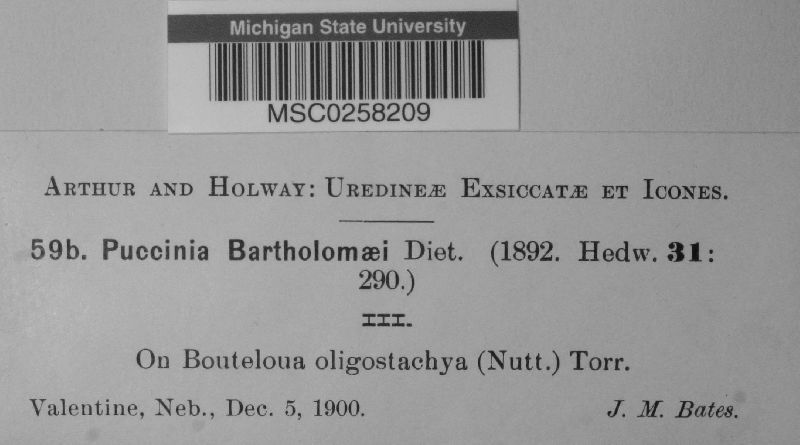 Michigan State University
MSC0258209
Arthur and Holway: Uredineæ Exsiccatæ et Icones.
59b. Puccinia Bartholomæi Diet. (1892. Hedw. 31:
290.)
III.
On Bouteloua oligostachya (Nutt.) Torr.
Valentine, Neb., Dec. 5, 1900. J. M. Bates.